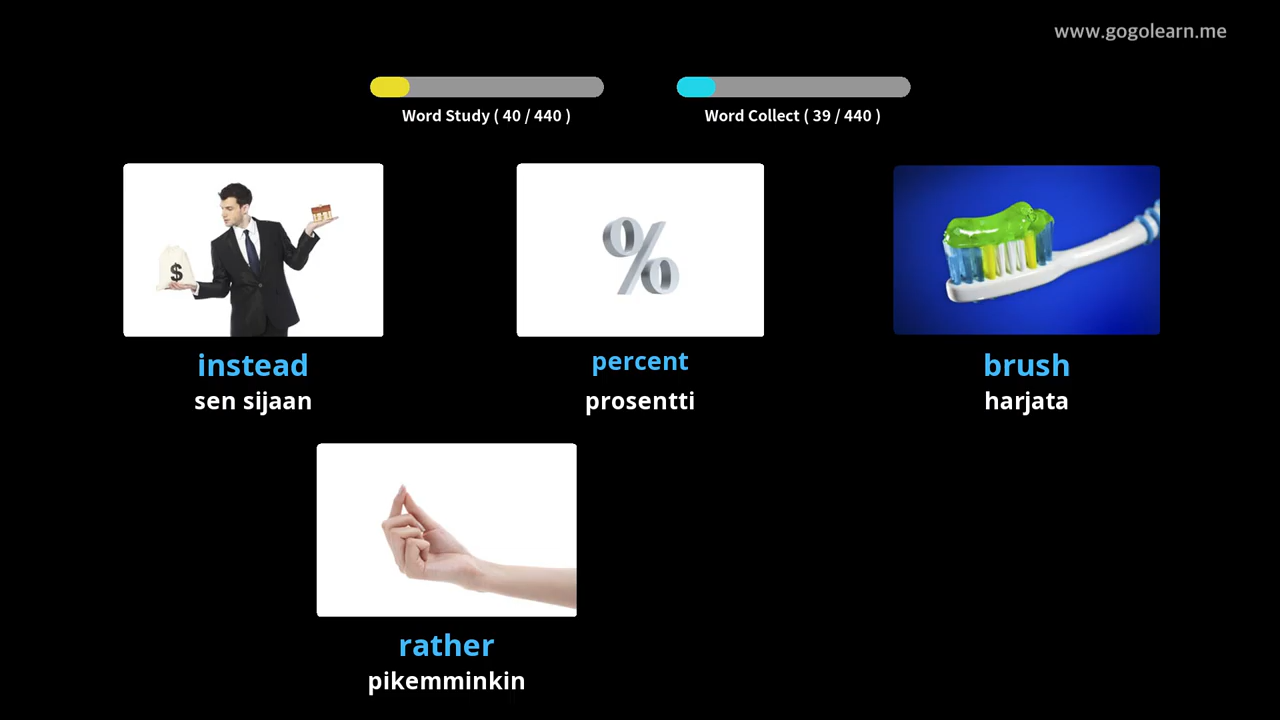 www.gogolearn.me
Word Study ( 40 / 440 )
Word Collect ( 39 / 440 )
$
%
instead
sen sijaan
percent
prosentti
brush
harjata
rather
pikemminkin